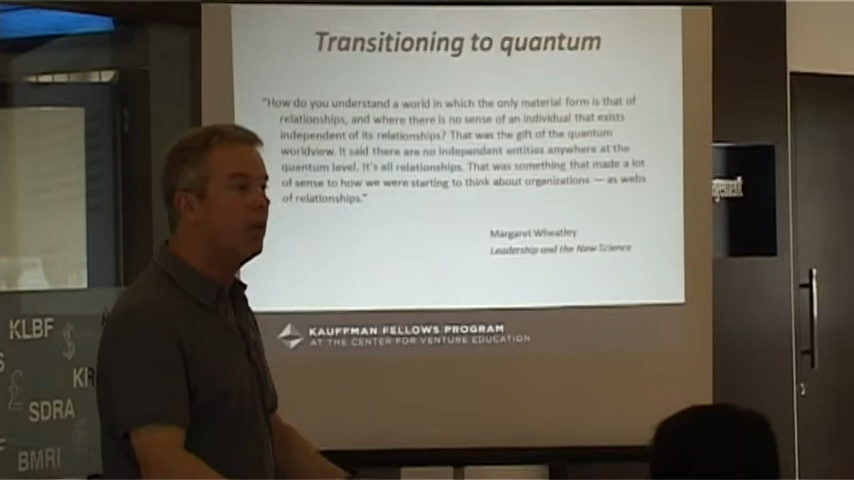 Transitioning to quantum
"How do you understand a world in which the only material form is that of
relationships, and where there is no sense of an individual that exists
independent of its relationships? That was the gift of the quantum
worldview. It said there are no independent entities anywhere at the
quantum level. It's all relationships. That was something that made a lot
of sense to how we were starting to think about organizations — as webs
of relationships."
Margaret Wheatley
Leadership and the New Science
KAUFFMAN FELLOWS PROGRAM
AT THE CENTER FOR VENTURE EDUCATION
KLBF
$
£
SDRA
BMRI